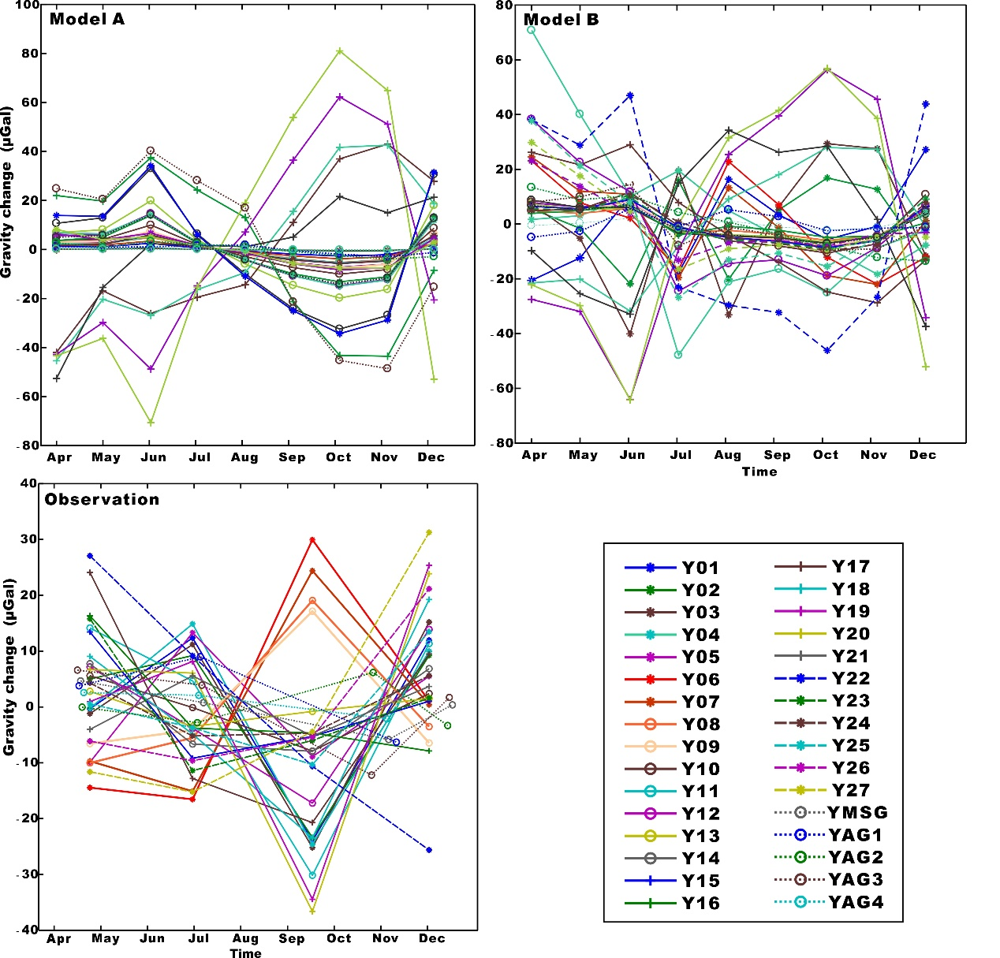 Model A
Gravity change (µGal)
100
80
60
40
20
0
-20
-40
-60
-80
Apr May Jun Jul Aug Sep Oct Nov Dec
Model B
80
60
40
20
0
-20
-40
-60
-80
Apr May Jun Jul Aug Sep Oct Nov Dec
Time
Observation
Gravity change (µGal)
40
30
20
10
0
-10
-20
-30
-40
Apr May Jun Jul Aug Sep Oct Nov Dec
Time
Y01
Y02
Y03
Y04
Y05
Y06
Y07
Y08
Y09
Y10
Y11
Y12
Y13
Y14
Y15
Y16
Y17
Y18
Y19
Y20
Y21
Y22
Y23
Y24
Y25
Y26
Y27
YMSG
YAG1
YAG2
YAG3
YAG4